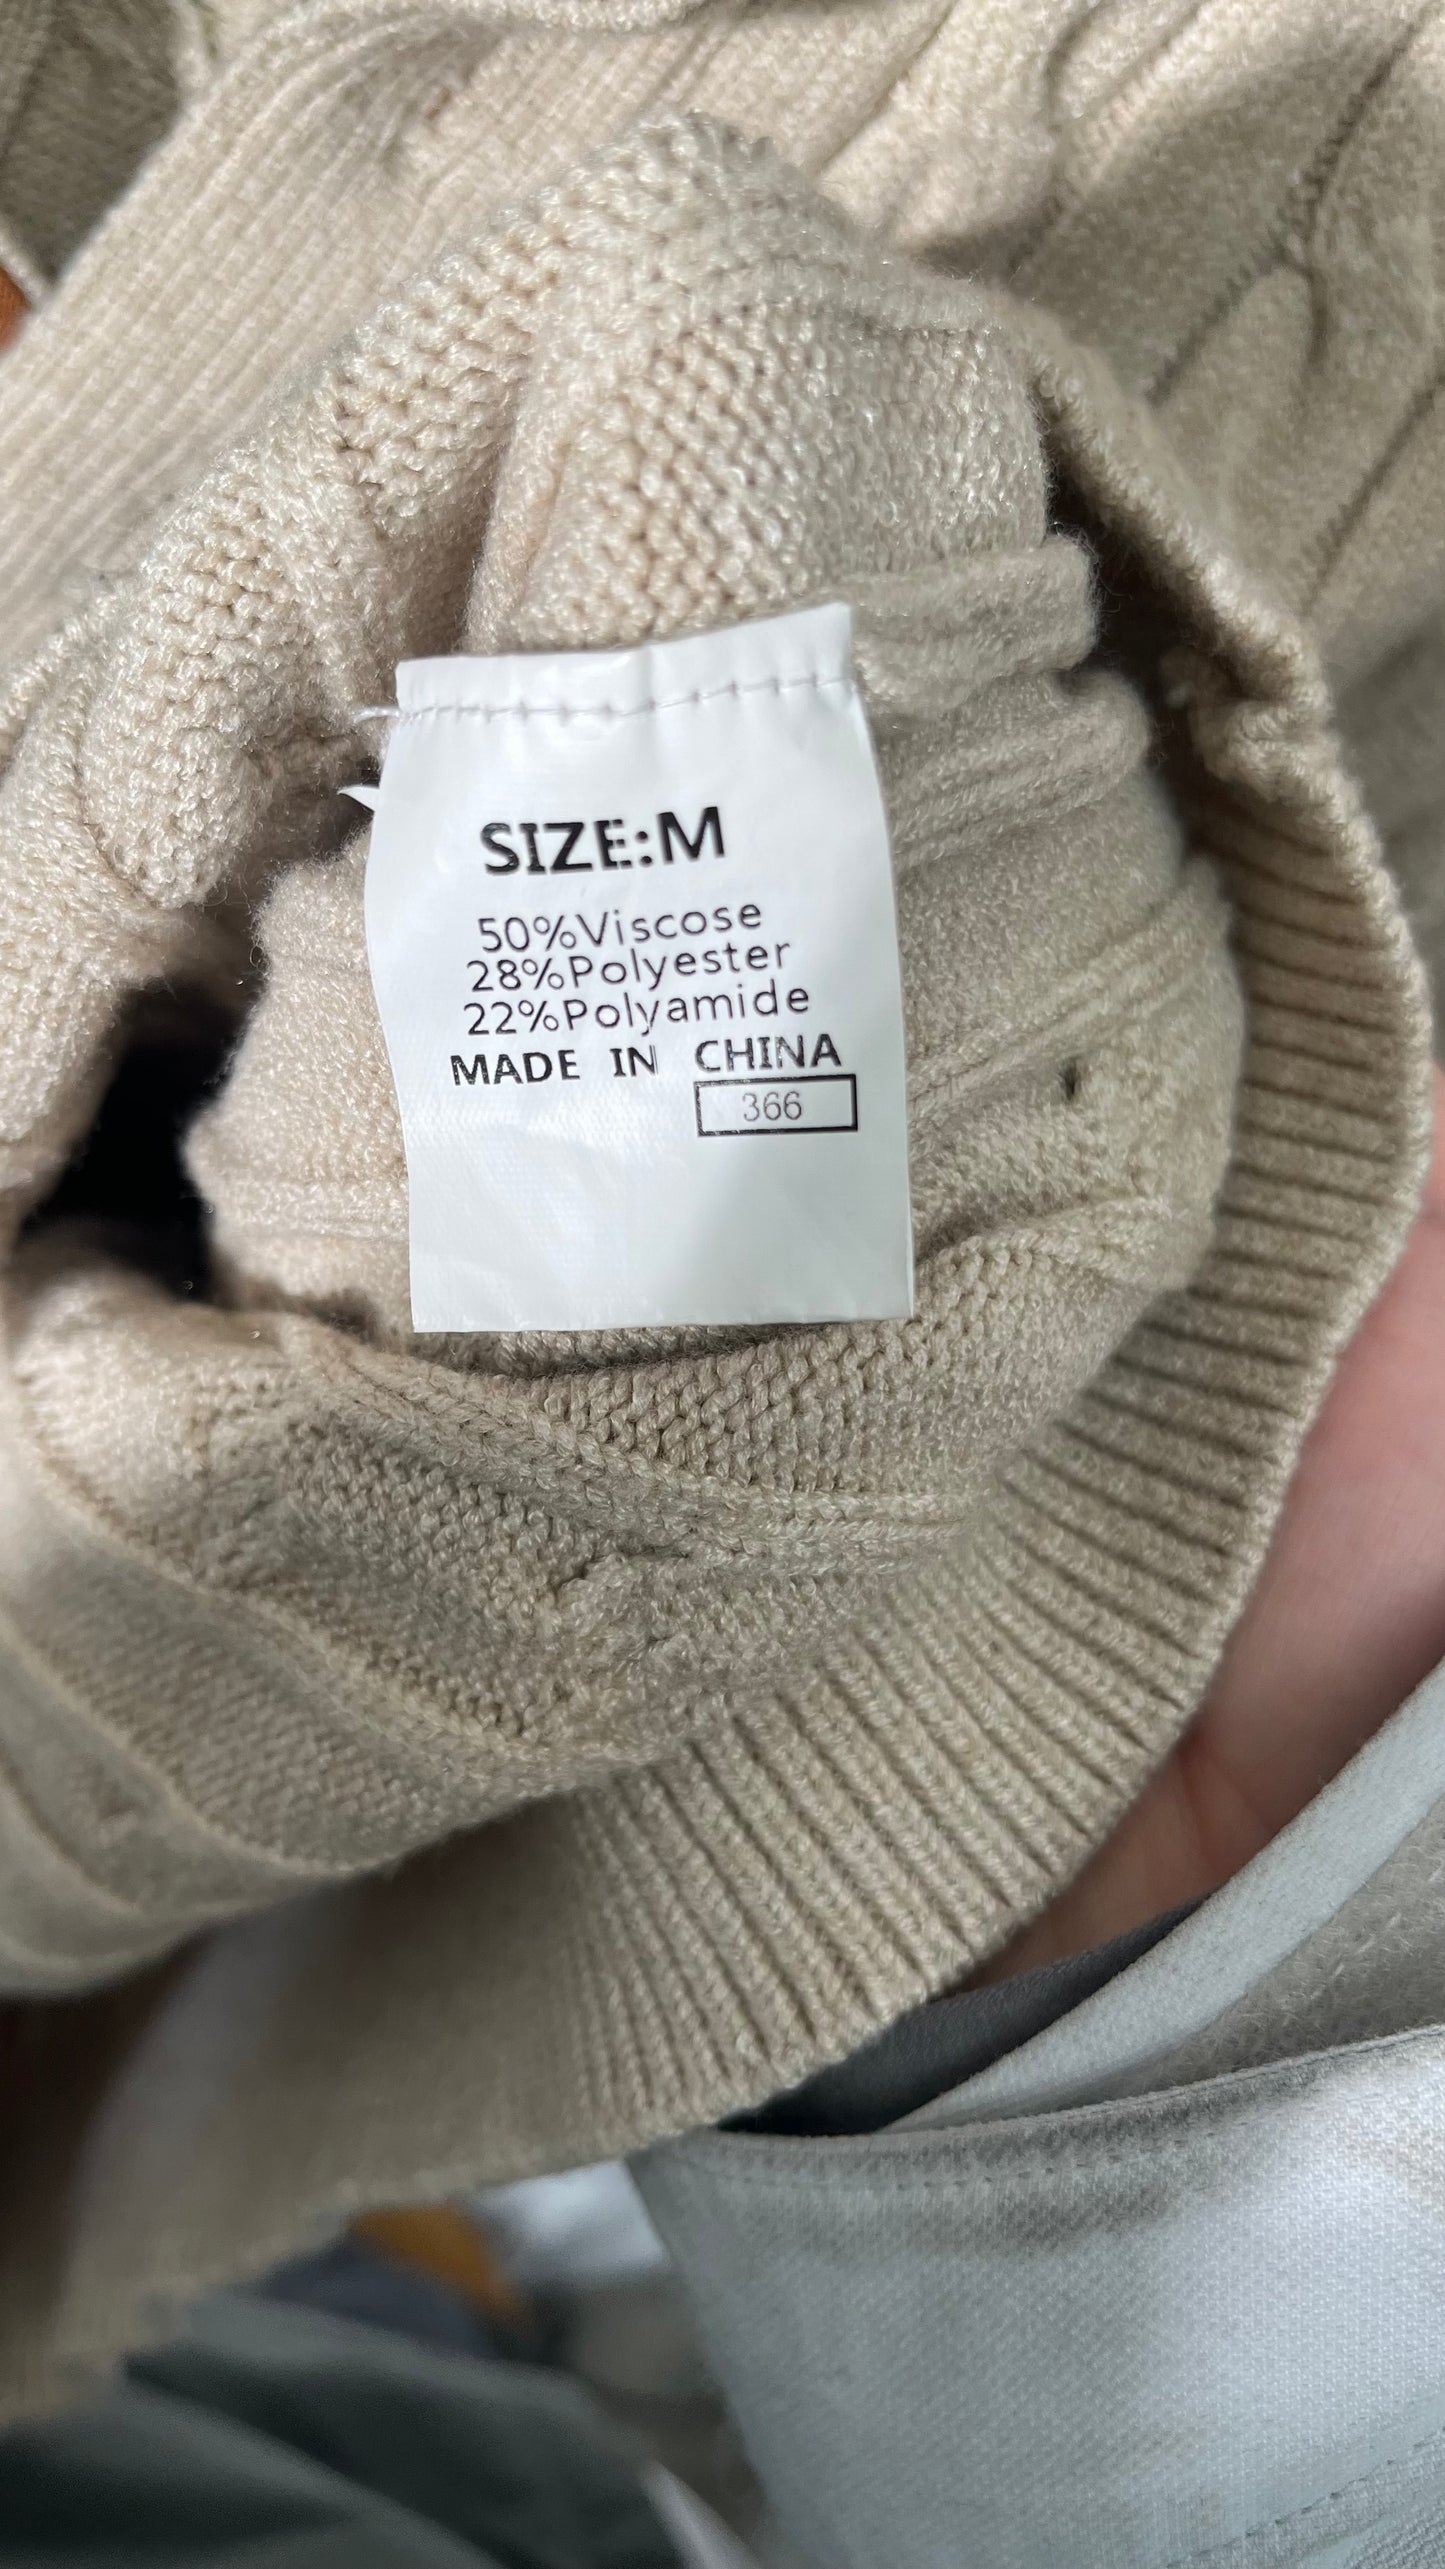 SIZE:M
50%Viscose
28%Polyester
22%Polyamide
MADE IN CHINA
366